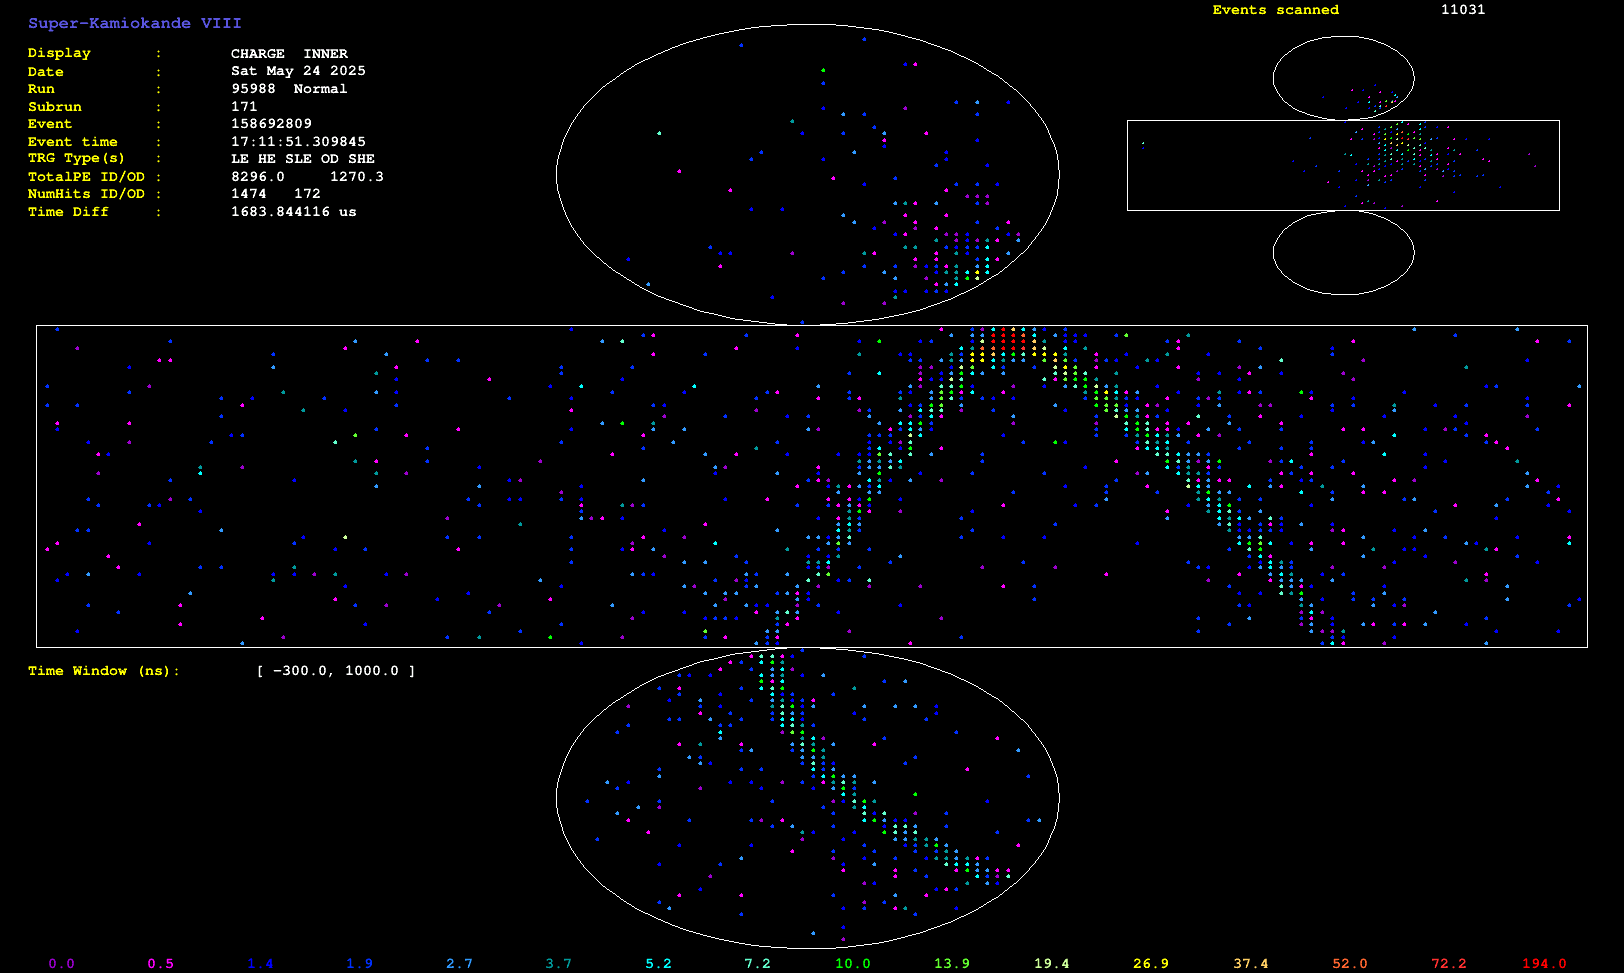 Super-Kamiokande VIII
Events scanned 11031
Display : CHARGE INNER
Date : Sat May 24 2025
Run : 95988 Normal
Subrun : 171
Event : 158692809
Event time : 17:11:51.309845
TRG Type(s) : LE HE SLE OD SHE
TotalPE ID/OD : 8296.0 1270.3
NumHits ID/OD : 1474 172
Time Diff : 1683.844116 us
Time Window (ns): [ -300.0, 1000.0 ]
0.0 0.5 1.4 1.9 2.7 3.7 5.2 7.2 10.0 13.9 19.4 26.9 37.4 52.0 72.2 194.0